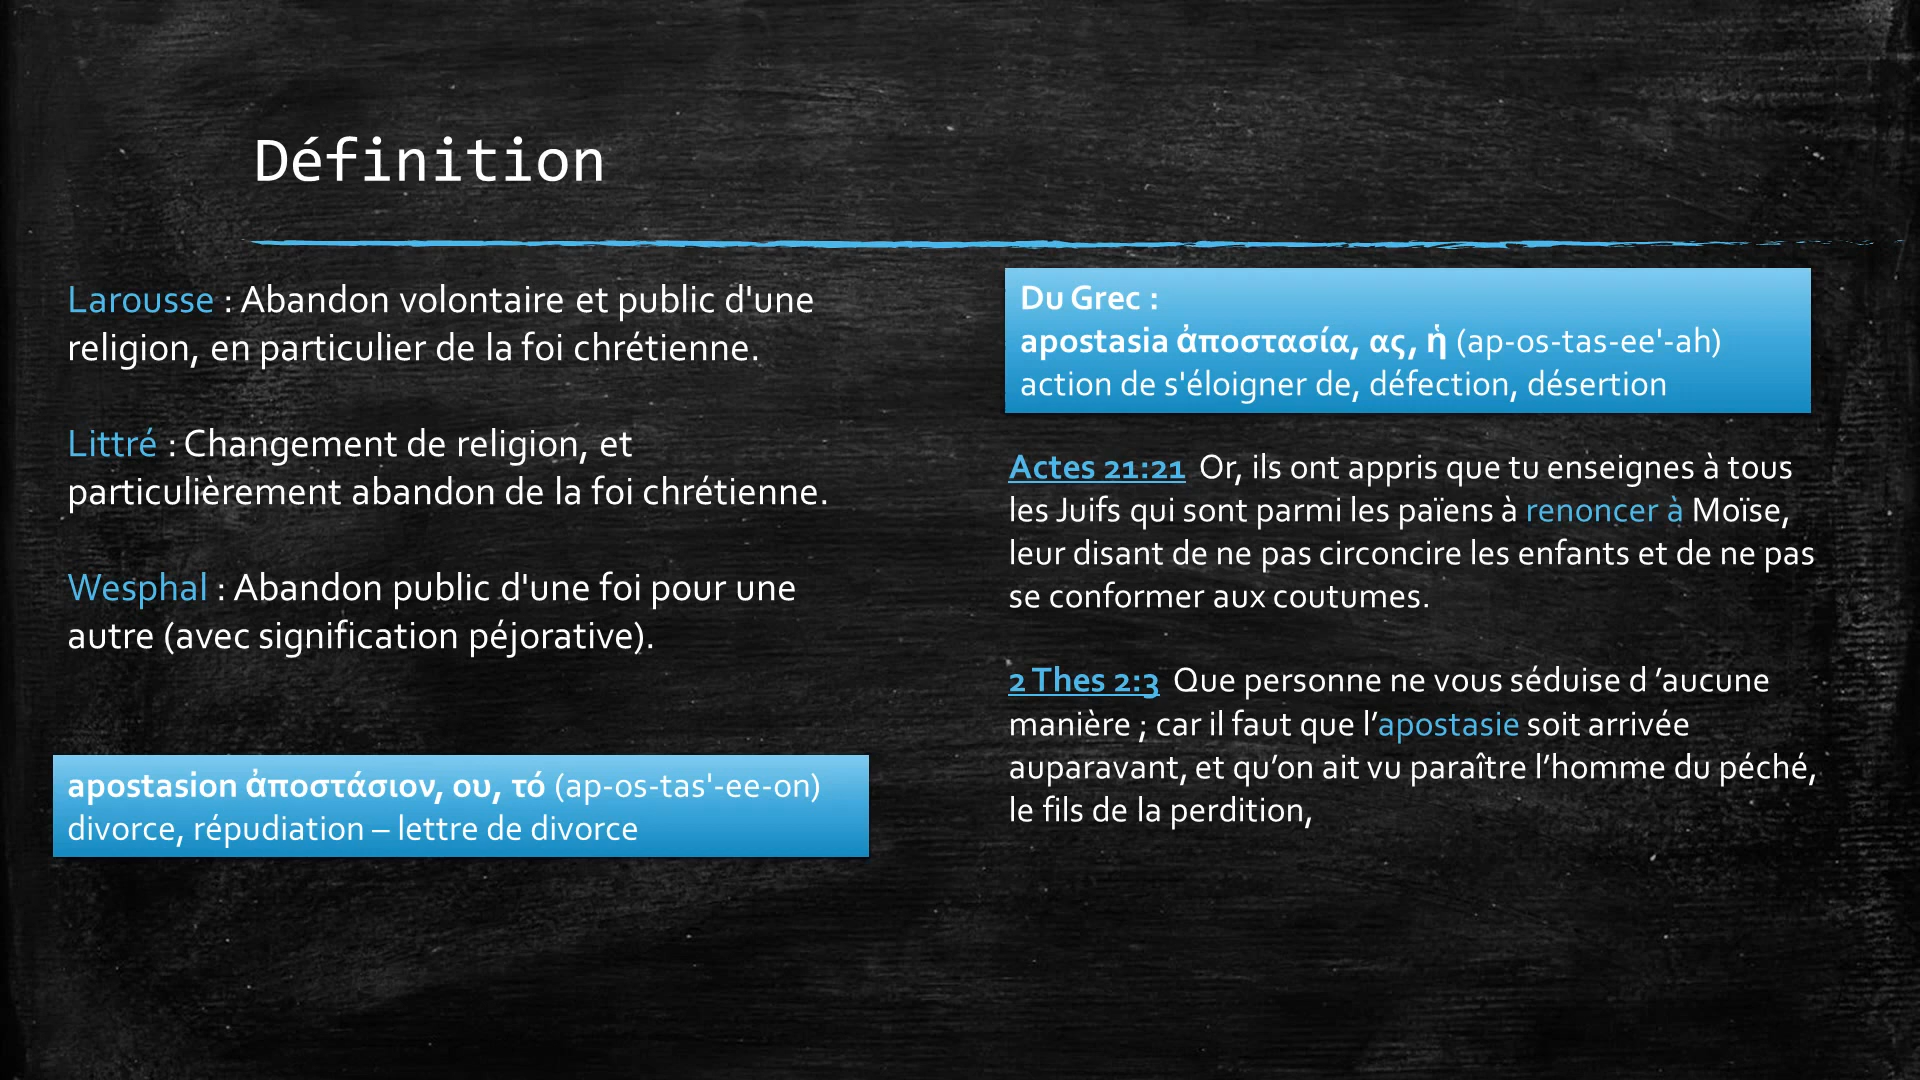 Définition
Larousse : Abandon volontaire et public d'une
religion, en particulier de la foi chrétienne.
Littré : Changement de religion, et
particulièrement abandon de la foi chrétienne.
Wesphal : Abandon public d'une foi pour une
autre (avec signification péjorative).
apostasion ἀποστάσιον, ου, τό (ap-os-tas'-ee-on)
divorce, répudiation – lettre de divorce
Du Grec :
apostasia ἀποστασία, ας, ἡ (ap-os-tas-ee'-ah)
action de s'éloigner de, défection, désertion
Actes 21:21 Or, ils ont appris que tu enseignes à tous
les Juifs qui sont parmi les païens à renoncer à Moïse,
leur disant de ne pas circoncire les enfants et de ne pas
se conformer aux coutumes.
2 Thes 2:3 Que personne ne vous séduise d ’aucune
manière ; car il faut que l’apostasie soit arrivée
auparavant, et qu’on ait vu paraître l’homme du péché,
le fils de la perdition,